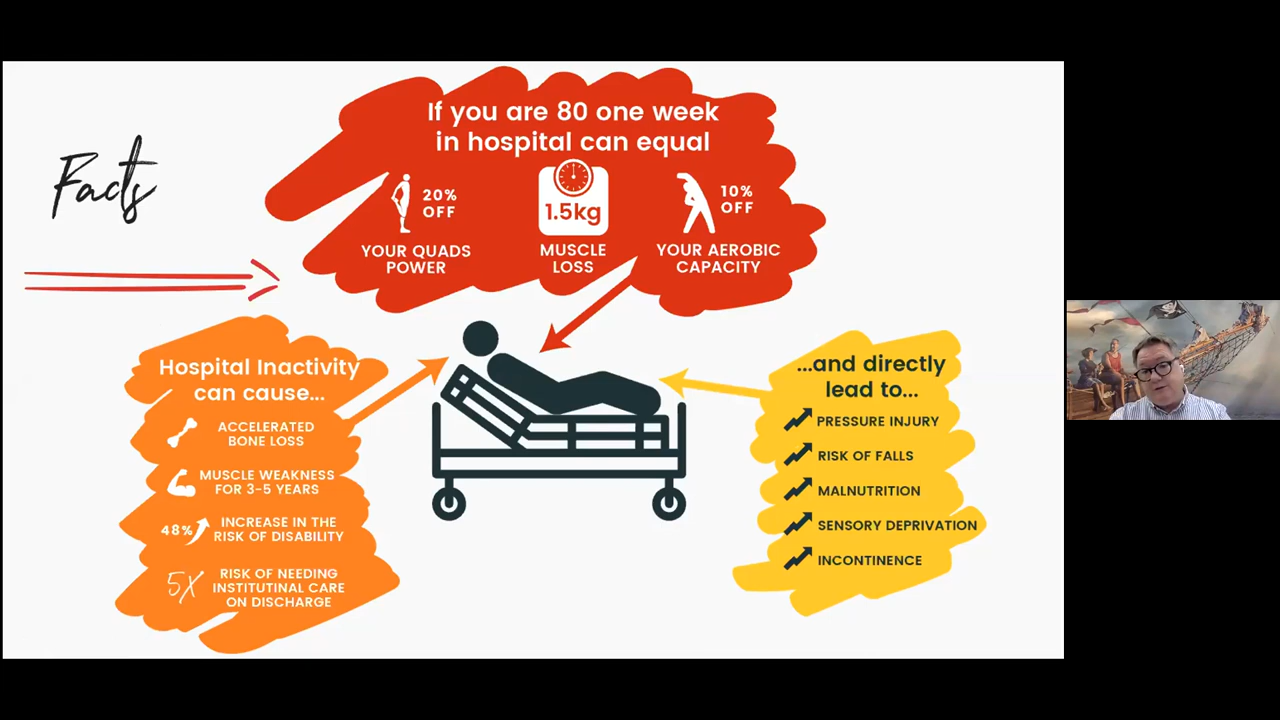 Facts
If you are 80 one week
in hospital can equal
20%
OFF
YOUR QUADS
POWER
1.5kg
MUSCLE
LOSS
10%
OFF
YOUR AEROBIC
CAPACITY
Hospital Inactivity
can cause...
ACCELERATED
BONE LOSS
MUSCLE WEAKNESS
FOR 3-5 YEARS
48%
INCREASE IN THE
RISK OF DISABILITY
5X
RISK OF NEEDING
INSTITUTINAL CARE
ON DISCHARGE
...and directly
lead to...
PRESSURE INJURY
RISK OF FALLS
MALNUTRITION
SENSORY DEPRIVATION
INCONTINENCE